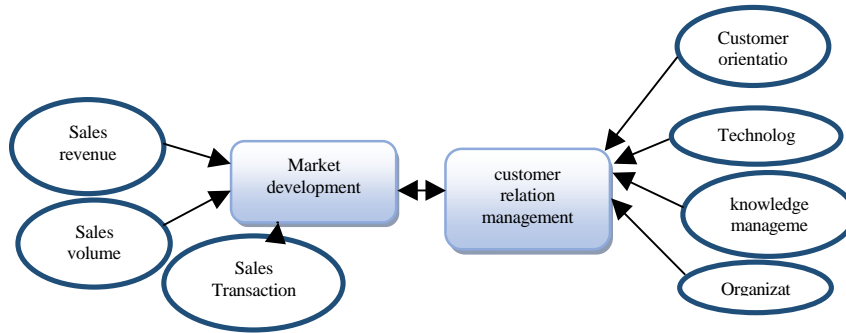 Customer
orientatio
Sales
revenue
Technolog
Market
development
customer
relation
management
knowledge
manageme
Sales
volume
Sales
Transaction
Organizat